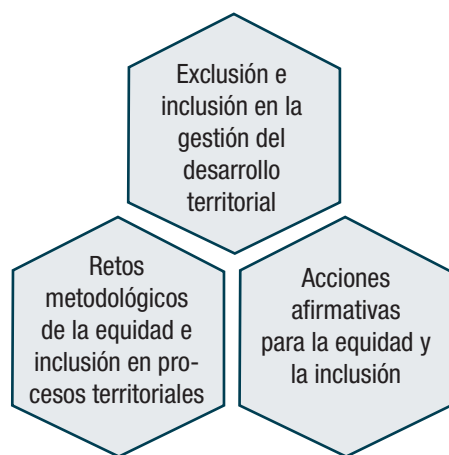 Exclusión e
inclusión en la
gestión del
desarrollo
territorial
Retos
metodológicos
de la equidad e
inclusión en pro-
cesos territoriales
Acciones
afirmativas
para la equidad y
la inclusión